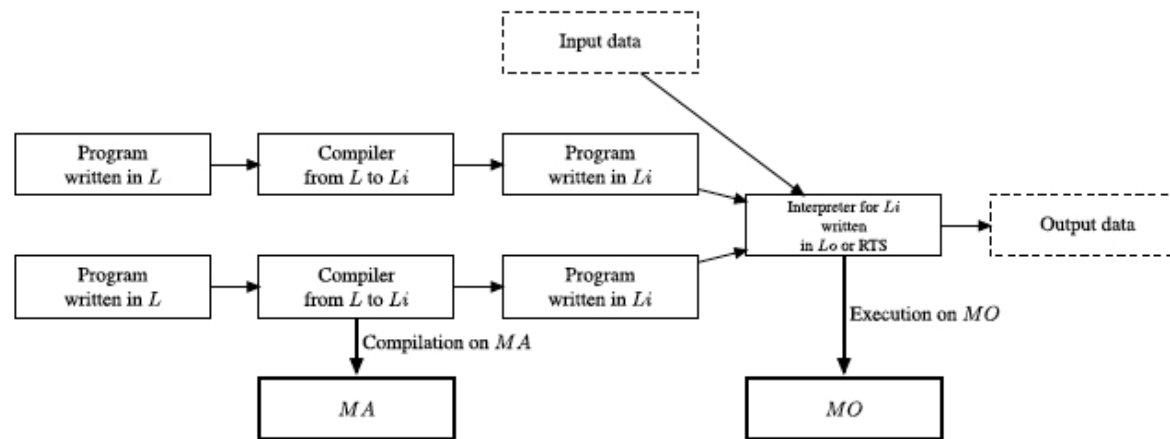 Input data
Program
written in L
Compiler
from L to Li
Program
written in Li
Interpreter for Li
written
in Lo or RTS
Output data
Program
written in L
Compiler
from L to Li
Program
written in Li
Compilation on MA
Execution on MO
MA
MO